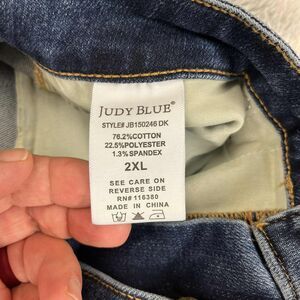 JUDY BLUE®
STYLE# JB150246 DK
76.2%COTTON
22.5%POLYESTER
1.3%SPANDEX
2XL
SEE CARE ON
REVERSE SIDE
RN# 116380
MADE IN CHINA